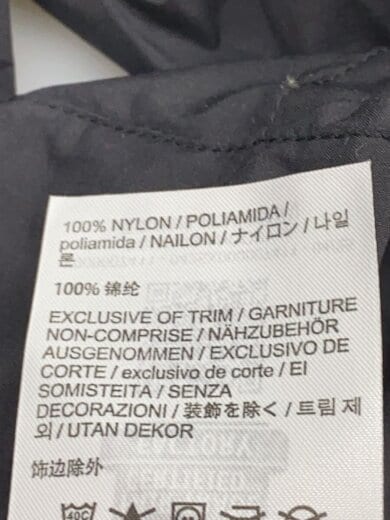 100% NYLON / POLIAMIDA /
poliamida / NAILON / ナイロン / 나일
론
100% 锦纶
EXCLUSIVE OF TRIM / GARNITURE
NON-COMPRISE / NÄHZUBEHÖR
AUSGENOMMEN / EXCLUSIVO DE
CORTE / exclusivo de corte / EI
SOMISTEITA / SENZA
DECORAZIONI / 装飾を除く / 트림 제
외 / UTAN DEKOR
饰边除外
40C